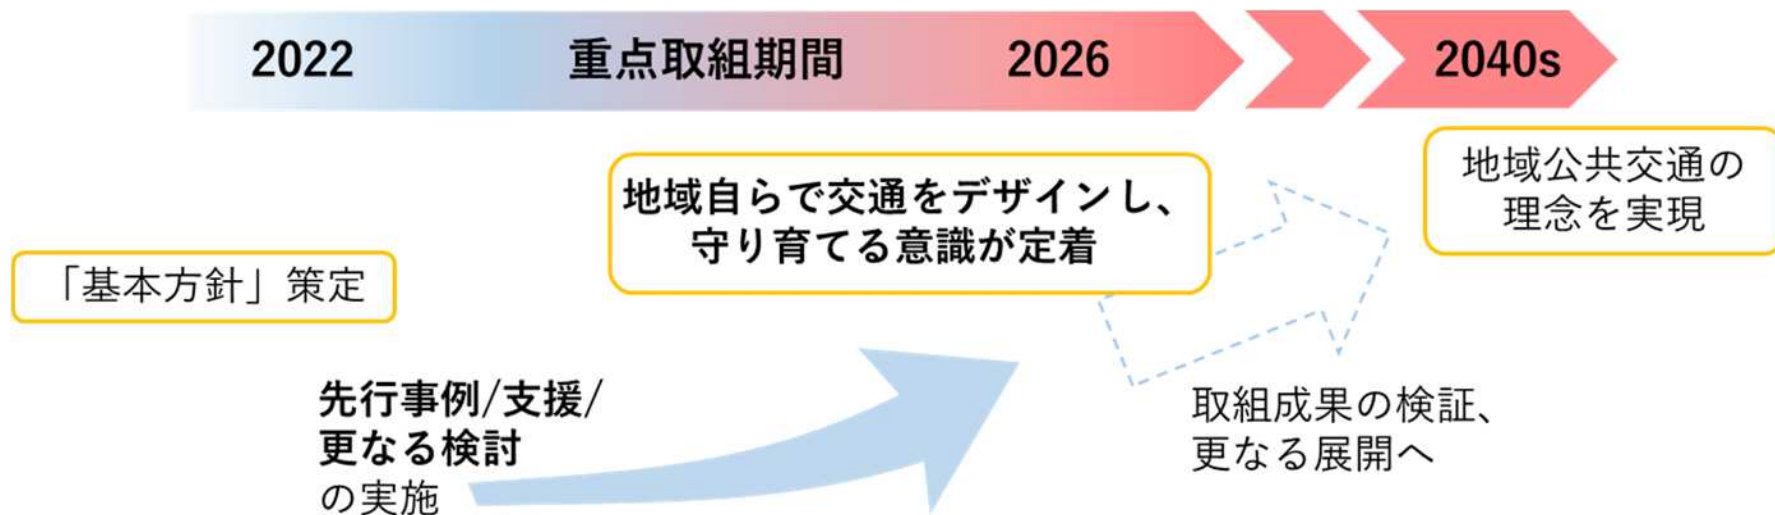 2022
重点取組期間
2026
2040s
地域公共交通の
理念を実現
地域自らで交通をデザインし、
守り育てる意識が定着
「基本方針」策定
先行事例/支援/
更なる検討
の実施
取組成果の検証、
更なる展開へ